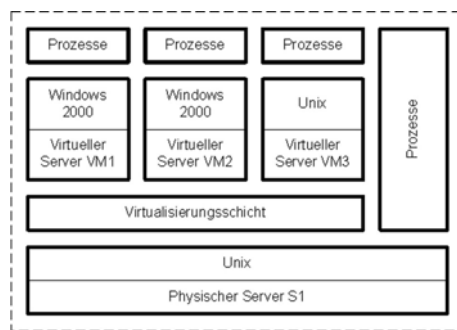 Prozesse
Prozesse
Prozesse
Prozesse
Windows
2000
Windows
2000
Unix
Virtueller
Server VM1
Virtueller
Server VM2
Virtueller
Server VM3
Virtualisierungsschicht
Unix
Physischer Server S1